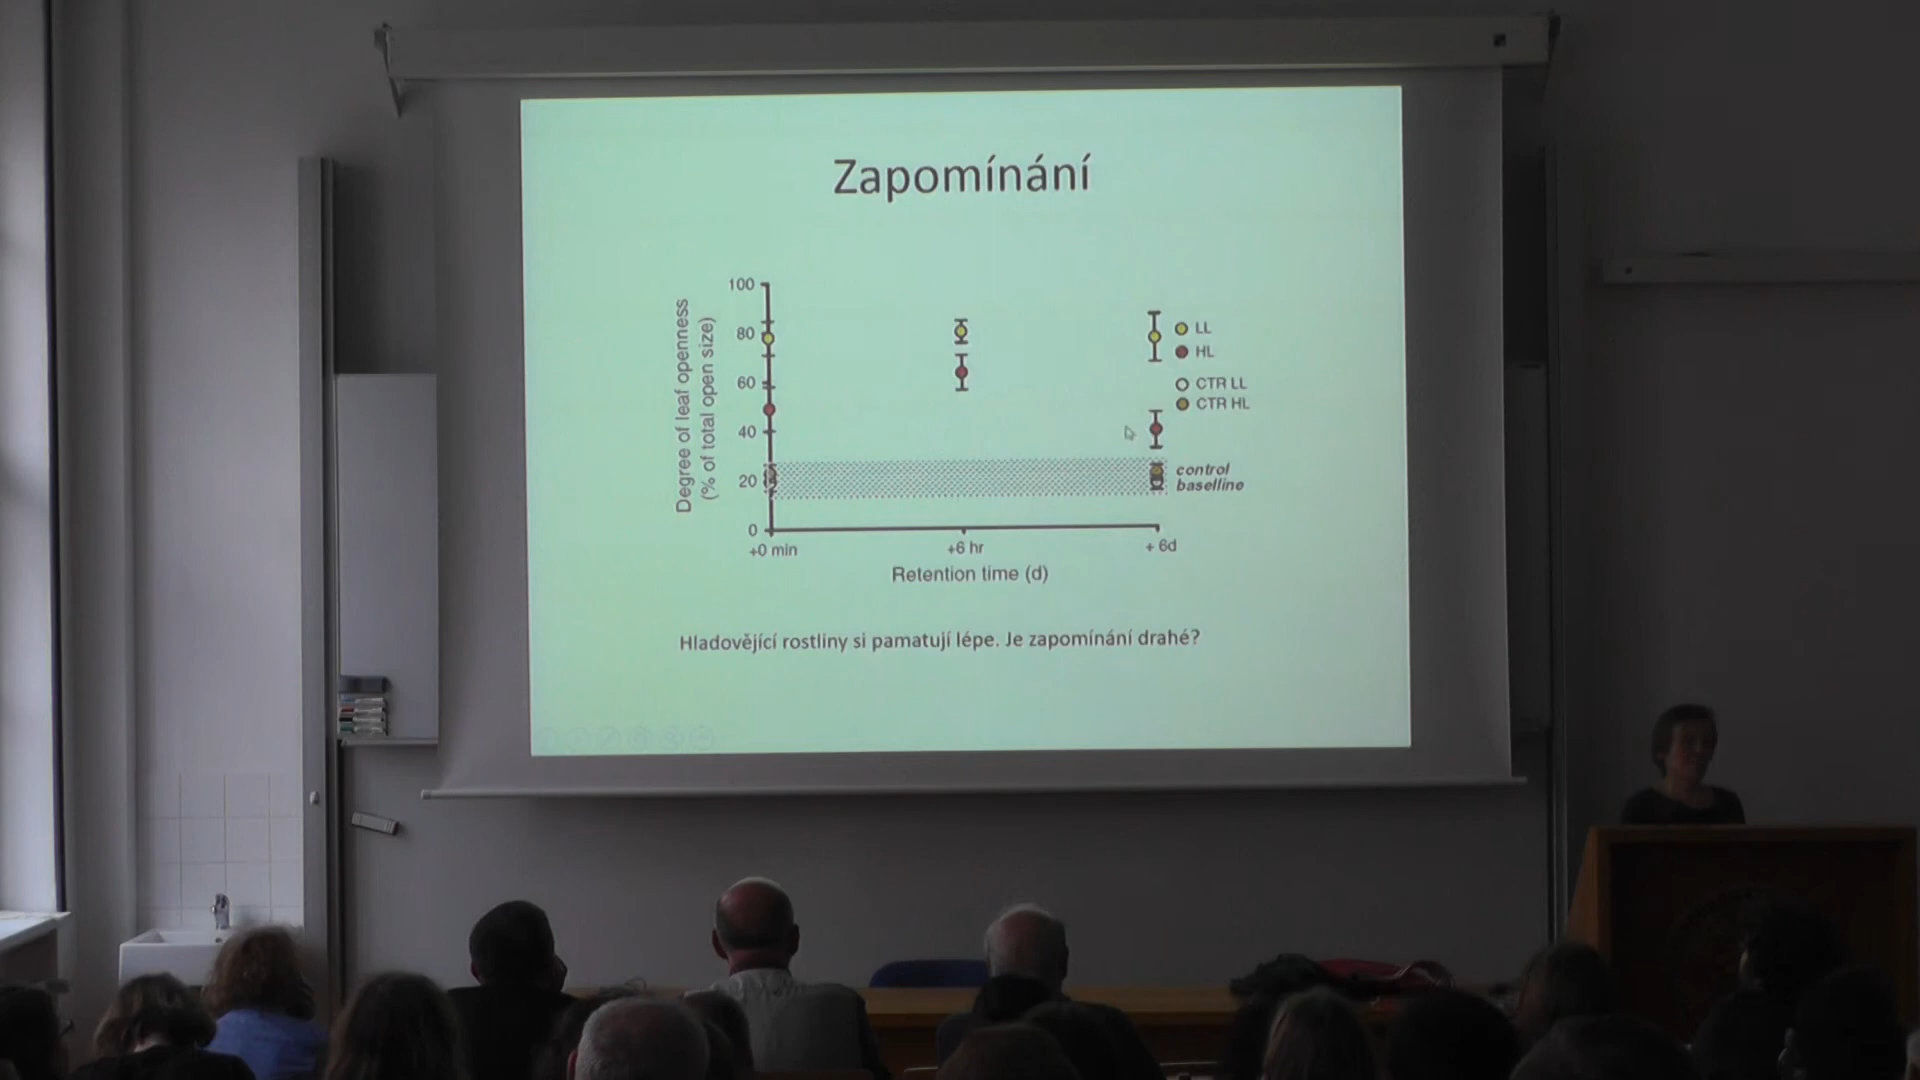 Zapomínání
Degree of leaf openness
(% of total open size)
100
80
60
40
20
0
+0 min
+6 hr
+ 6d
Retention time (d)
LL
HL
CTR LL
CTR HL
control
baselline
Hladovějící rostliny si pamatují lépe. Je zapomínání drahé?